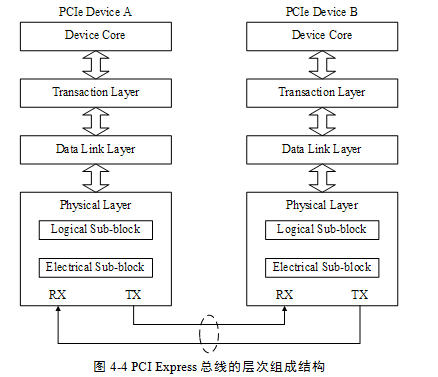 PCIe Device A
PCIe Device B
Device Core
Device Core
Transaction Layer
Transaction Layer
Data Link Layer
Data Link Layer
Physical Layer
Physical Layer
Logical Sub-block
Logical Sub-block
Electrical Sub-block
Electrical Sub-block
RX
TX
RX
TX
图 4-4 PCI Express 总线的层次组成结构